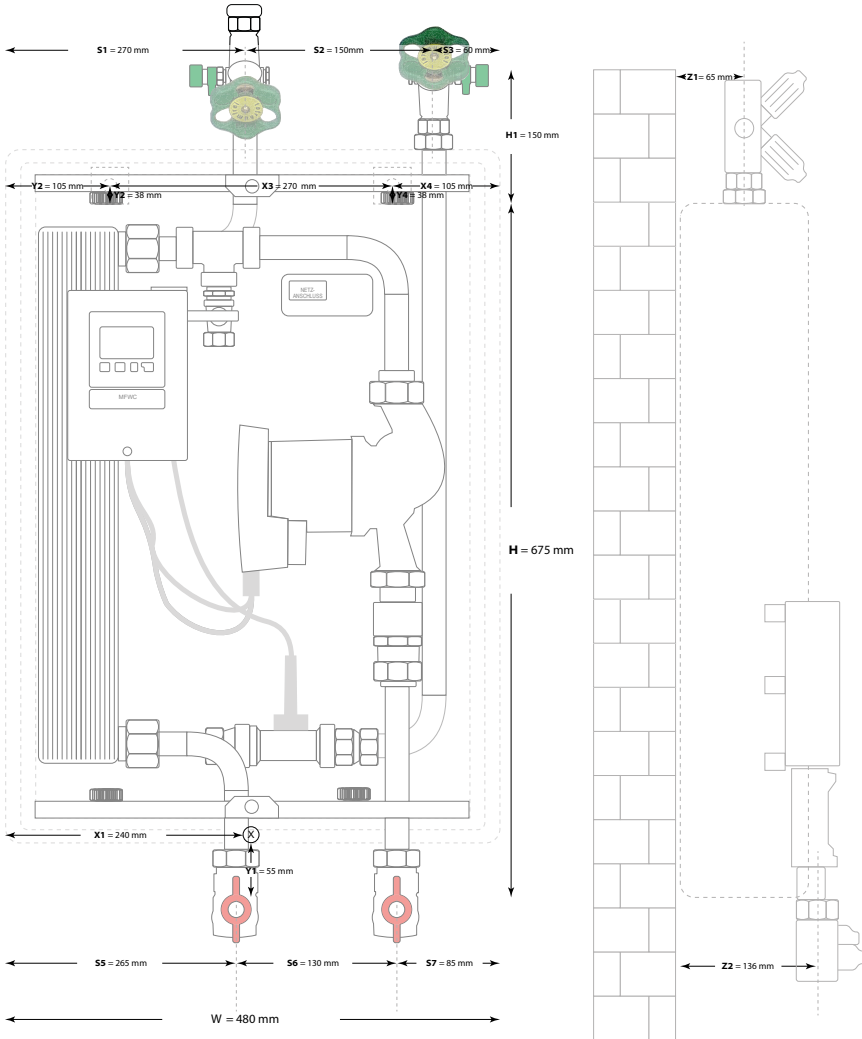 S1 = 270 mm
S2 = 150mm
S3 = 60 mm
Z1= 65 mm
H1 = 150 mm
Y2 = 105 mm
X3 = 270 mm
X4 = 105 mm
Y2 = 38 mm
Y4 = 38 mm
NETZ-
ANSCHLUSS
MFWC
H = 675 mm
X1 = 240 mm
X
Y1 = 55 mm
S5 = 265 mm
S6 = 130 mm
S7 = 85 mm
Z2 = 136 mm
W = 480 mm